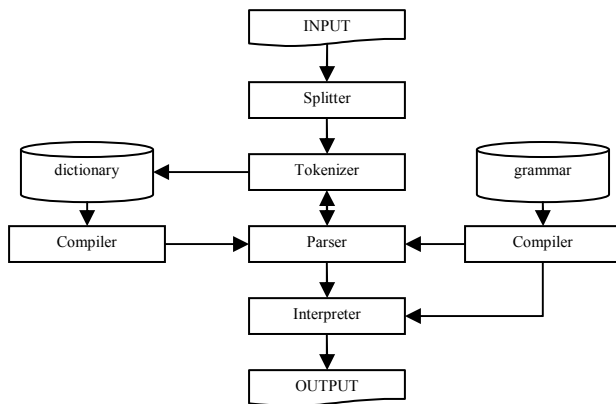 INPUT
Splitter
dictionary
Tokenizer
grammar
Compiler
Parser
Compiler
Interpreter
OUTPUT